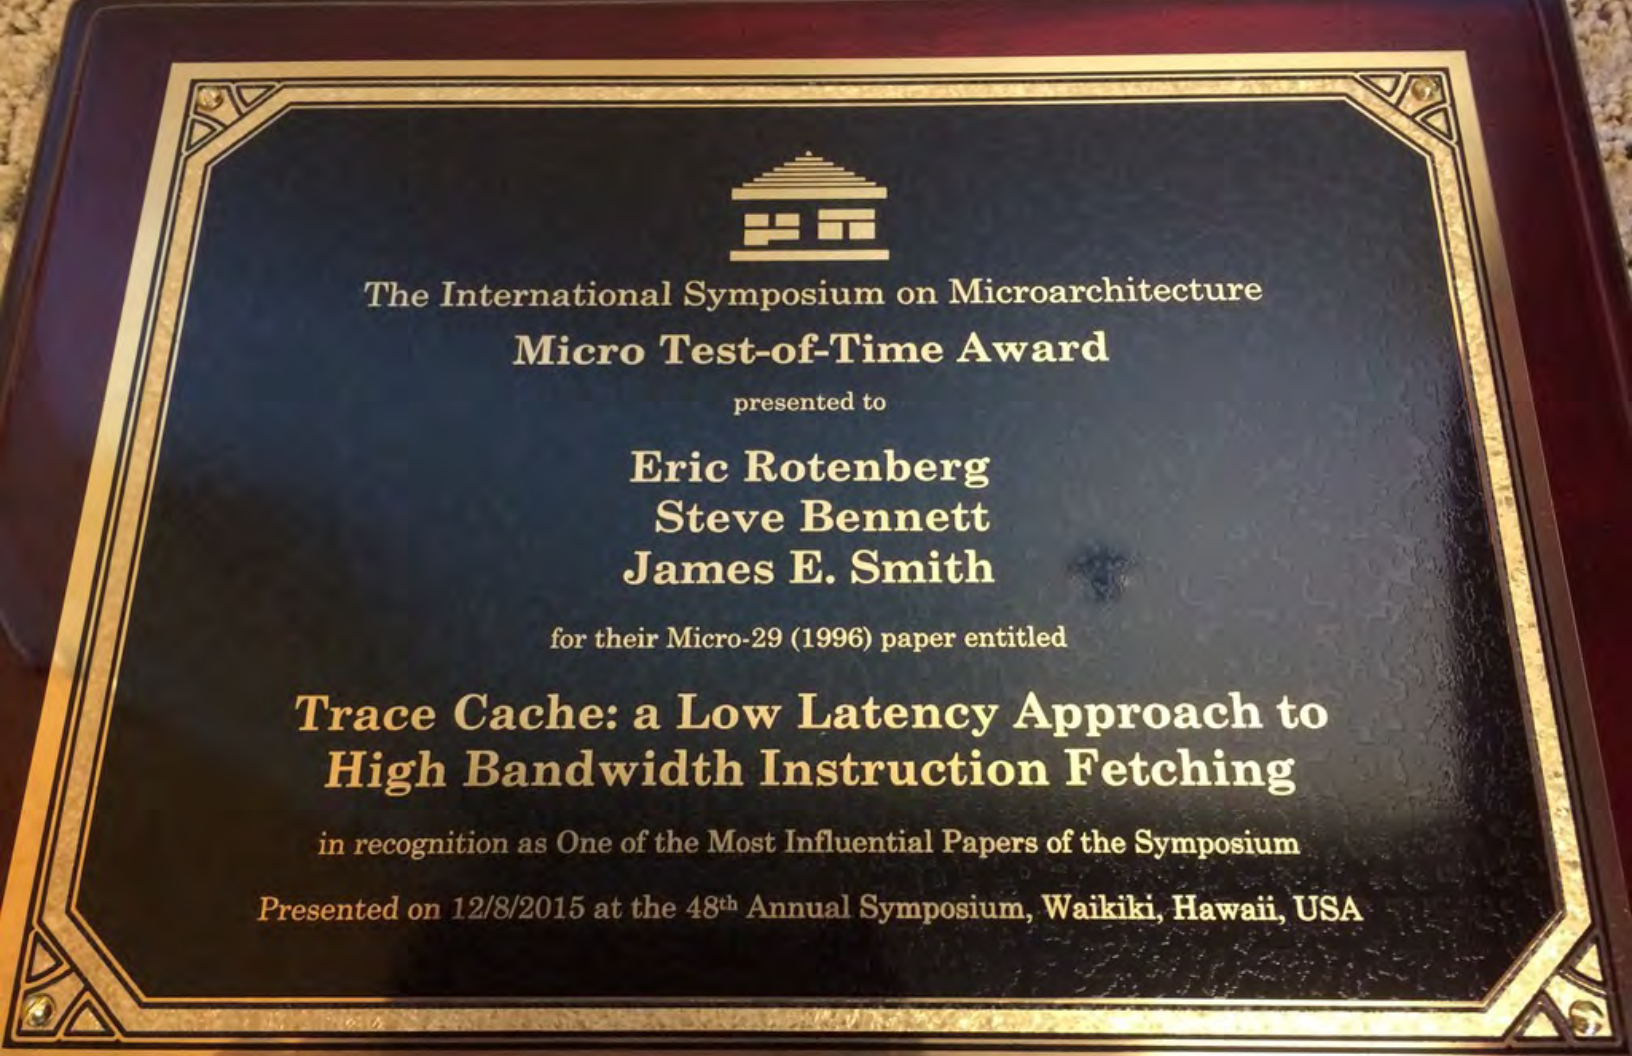 The International Symposium on Microarchitecture
Micro Test-of-Time Award
presented to
Eric Rotenberg
Steve Bennett
James E. Smith
for their Micro-29 (1996) paper entitled
Trace Cache: a Low Latency Approach to
High Bandwidth Instruction Fetching
in recognition as One of the Most Influential Papers of the Symposium
Presented on 12/8/2015 at the 48th Annual Symposium, Waikiki, Hawaii, USA